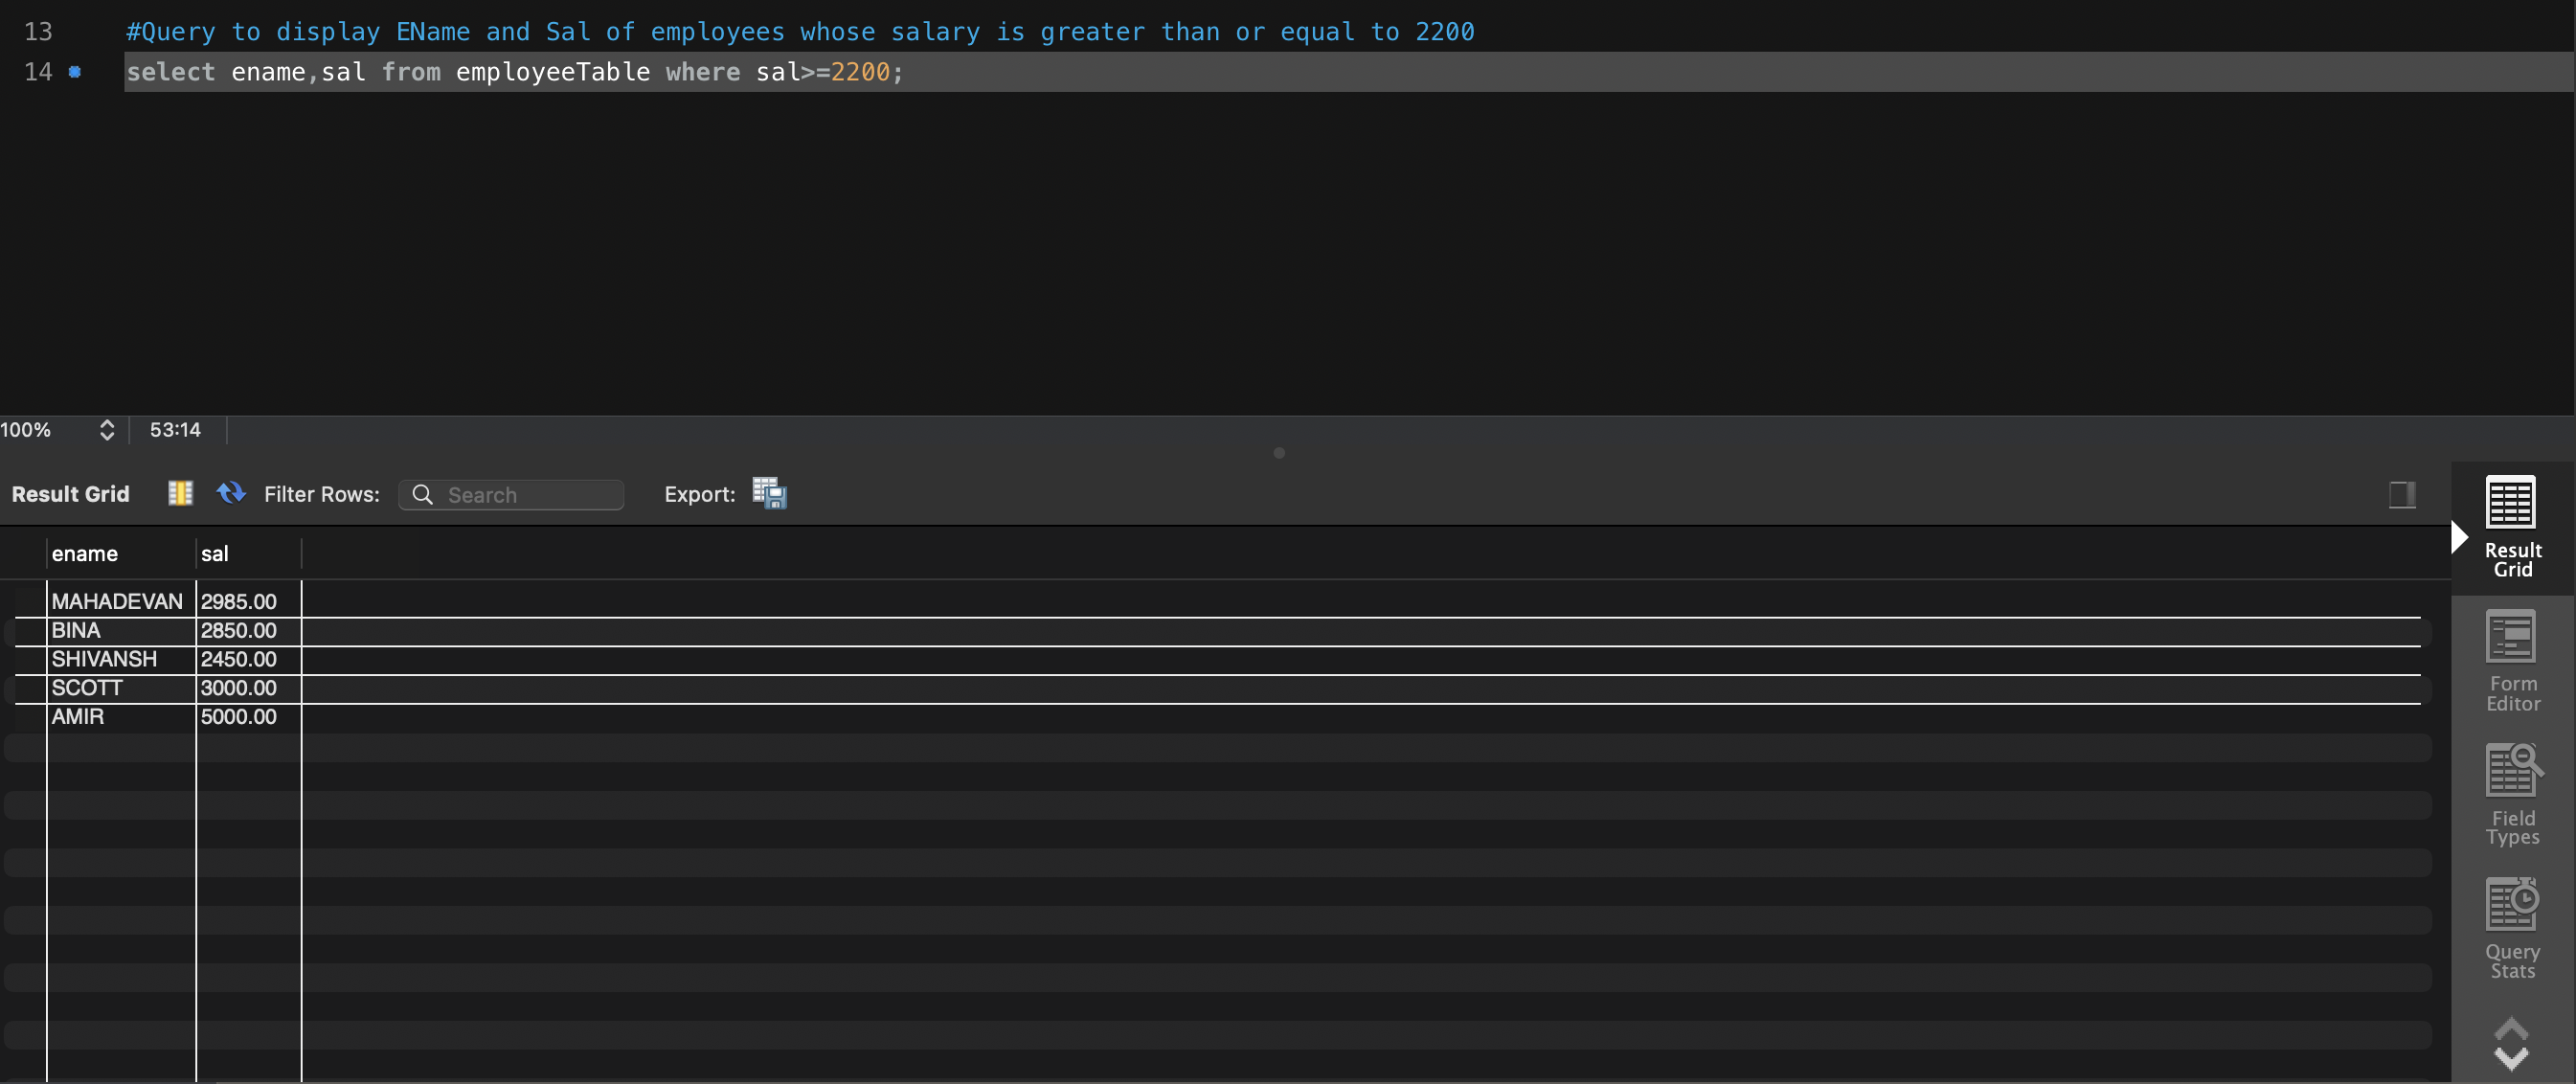 13 #Query to display EName and Sal of employees whose salary is greater than or equal to 2200
14 select ename,sal from employeeTable where sal>=2200;
100% 53:14
Result Grid Filter Rows: Search Export:
ename sal
MAHADEVAN 2985.00
BINA 2850.00
SHIVANSH 2450.00
SCOTT 3000.00
AMIR 5000.00
Result
Grid
Form
Editor
Field
Types
Query
Stats